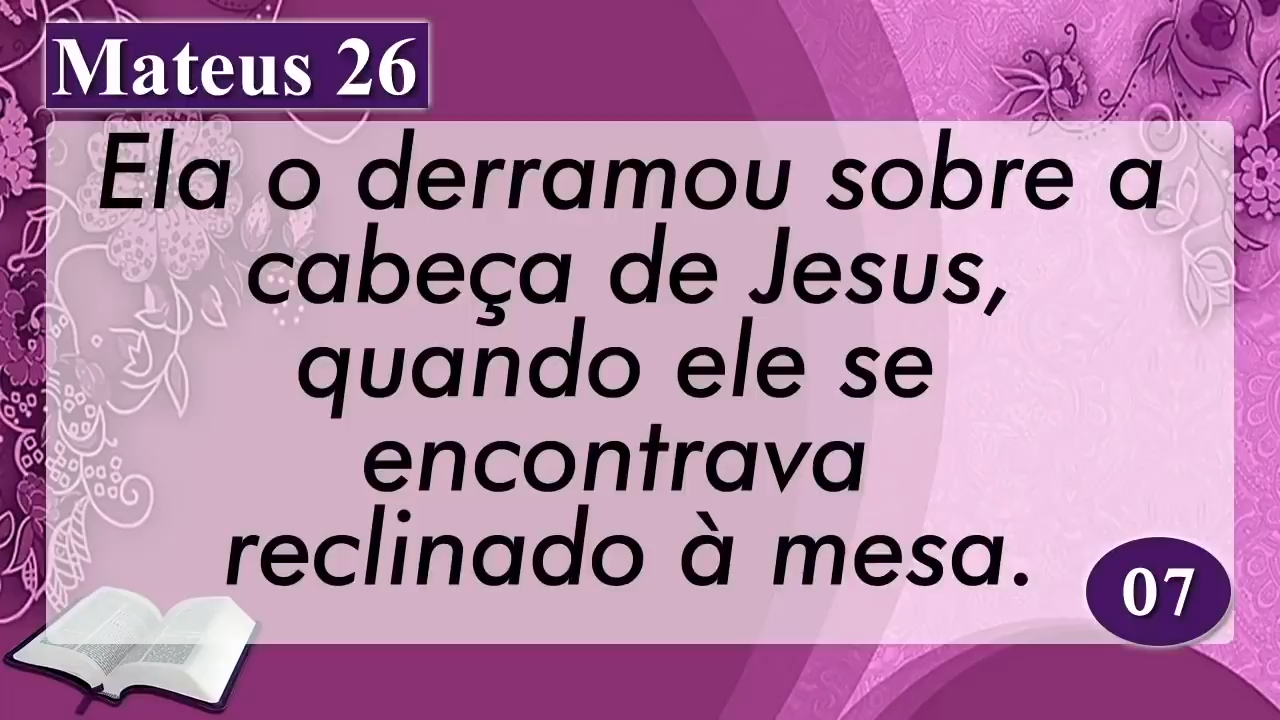 Mateus 26
Ela o derramou sobre a
cabeça de Jesus,
quando ele se
encontrava
reclinado à mesa.
07